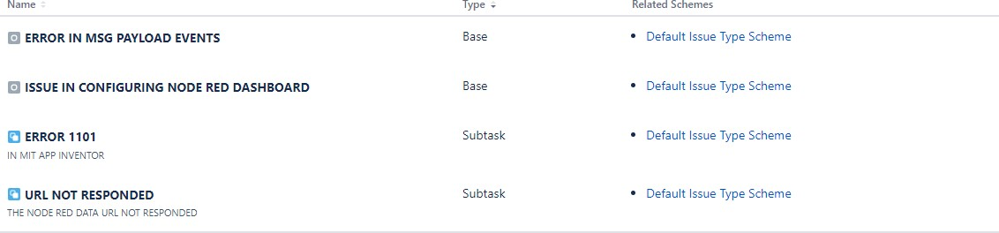 Name Type Related Schemes
ERROR IN MSG PAYLOAD EVENTS Base • Default Issue Type Scheme
ISSUE IN CONFIGURING NODE RED DASHBOARD Base • Default Issue Type Scheme
ERROR 1101 Subtask • Default Issue Type Scheme
IN MIT APP INVENTOR
URL NOT RESPONDED Subtask • Default Issue Type Scheme
THE NODE RED DATA URL NOT RESPONDED